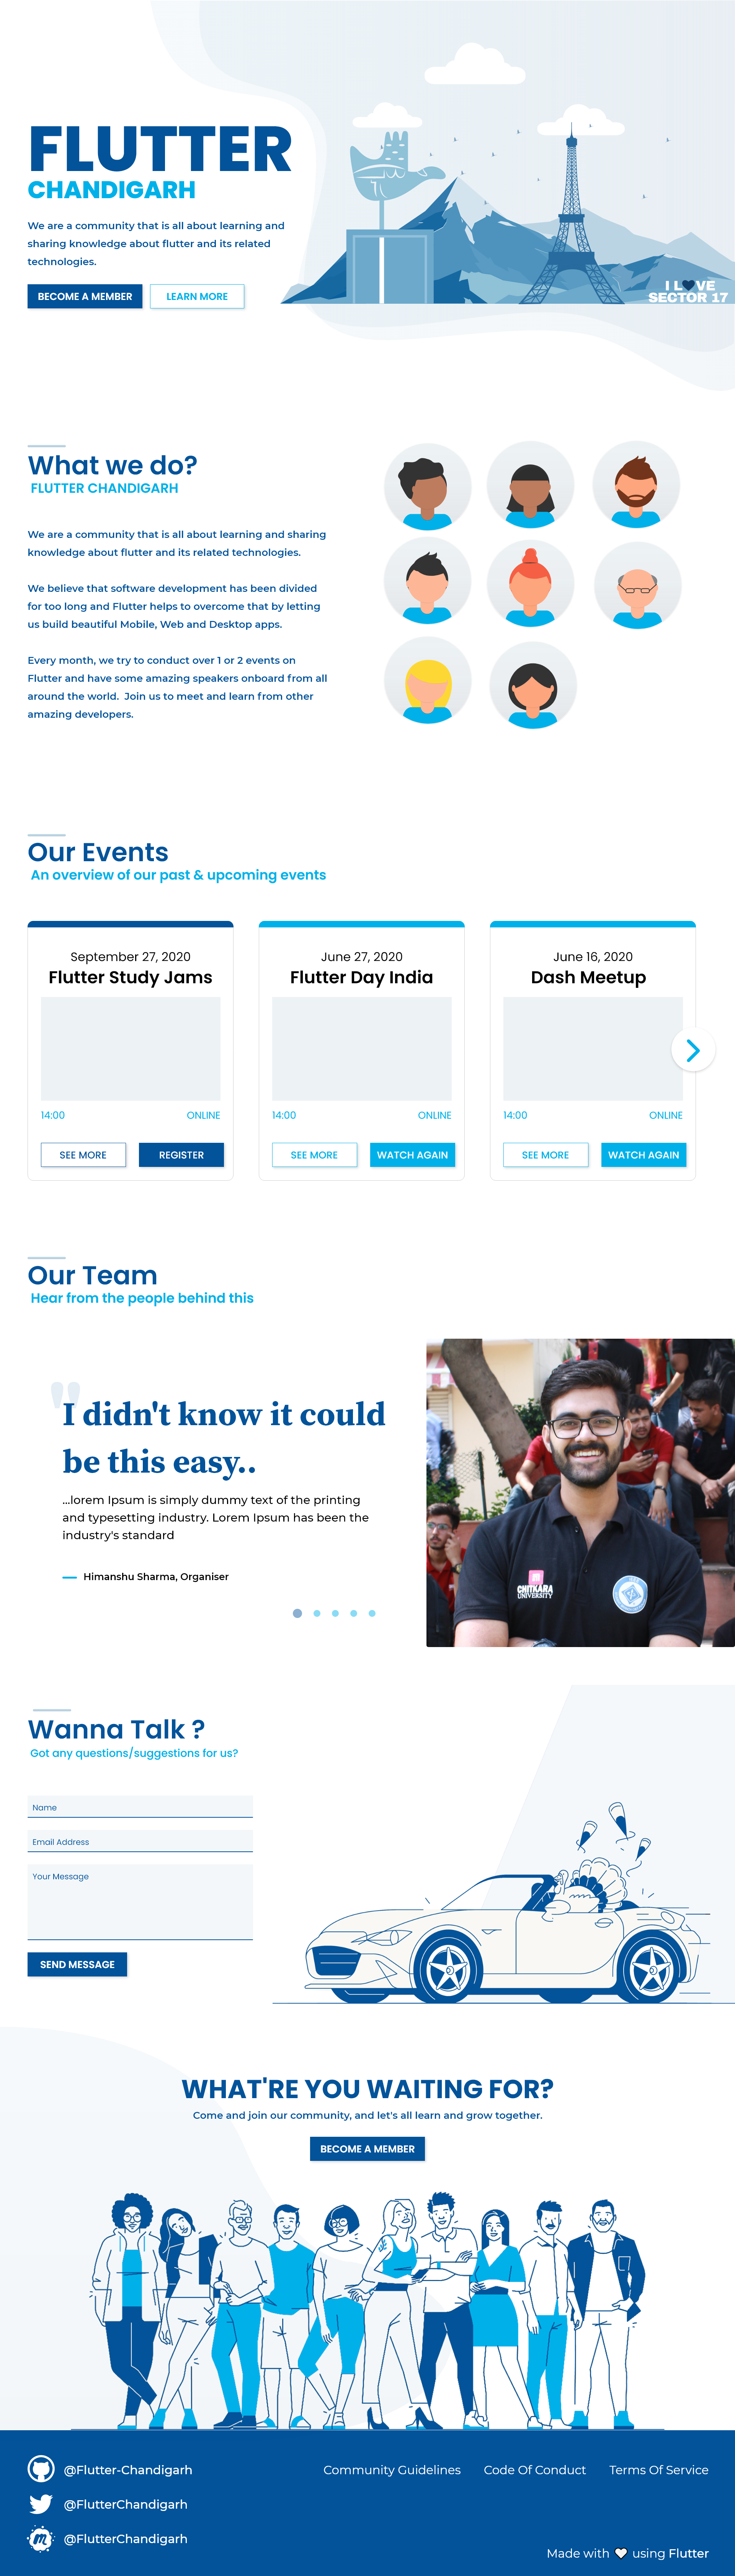 FLUTTER
CHANDIGARH
We are a community that is all about learning and
sharing knowledge about flutter and its related
technologies.
BECOME A MEMBER
LEARN MORE
I L🖤VE
SECTOR 17
What we do?
FLUTTER CHANDIGARH
We are a community that is all about learning and sharing
knowledge about flutter and its related technologies.
We believe that software development has been divided
for too long and Flutter helps to overcome that by letting
us build beautiful Mobile, Web and Desktop apps.
Every month, we try to conduct over 1 or 2 events on
Flutter and have some amazing speakers onboard from all
around the world. Join us to meet and learn from other
amazing developers.
Our Events
An overview of our past & upcoming events
September 27, 2020
Flutter Study Jams
14:00
ONLINE
SEE MORE
REGISTER
June 27, 2020
Flutter Day India
14:00
ONLINE
SEE MORE
WATCH AGAIN
June 16, 2020
Dash Meetup
14:00
ONLINE
SEE MORE
WATCH AGAIN
Our Team
Hear from the people behind this
"
I didn't know it could
be this easy..
...lorem Ipsum is simply dummy text of the printing
and typesetting industry. Lorem Ipsum has been the
industry's standard
Himanshu Sharma, Organiser
CHITKARA
UNIVERSITY
Wanna Talk ?
Got any questions/suggestions for us?
Name
Email Address
Your Message
SEND MESSAGE
WHAT'RE YOU WAITING FOR?
Come and join our community, and let's all learn and grow together.
BECOME A MEMBER
@Flutter-Chandigarh
@FlutterChandigarh
@FlutterChandigarh
Community Guidelines
Code Of Conduct
Terms Of Service
Made with 🤍 using Flutter